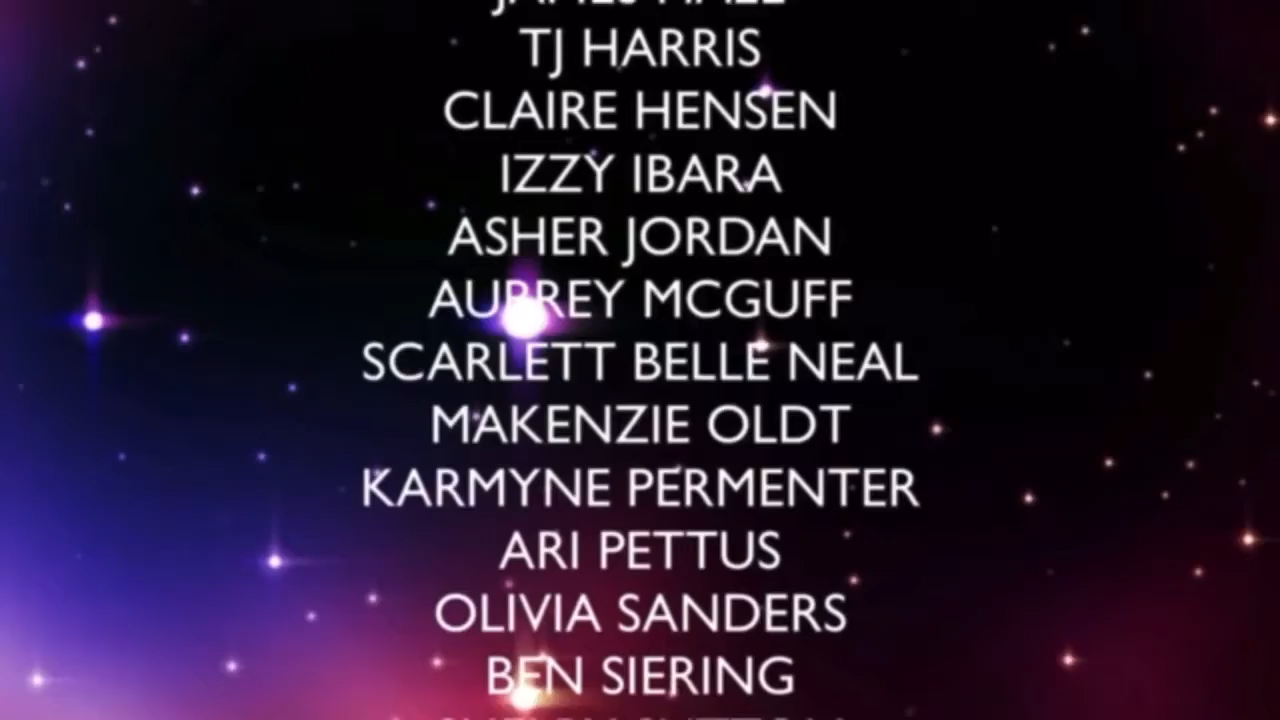 TJ HARRIS
CLAIRE HENSEN
IZZY IBARA
ASHER JORDAN
AUBREY MCGUFF
SCARLETT BELLE NEAL
MAKENZIE OLDT
KARMYNE PERMENTER
ARI PETTUS
OLIVIA SANDERS
BEN SIERING